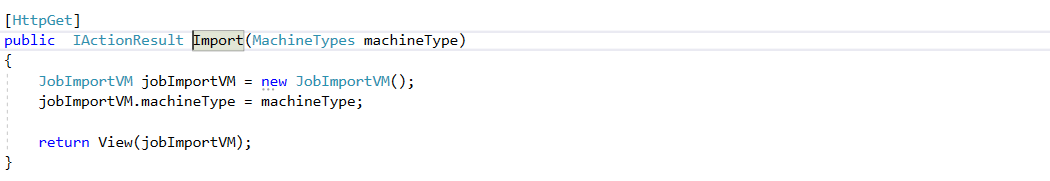 [HttpGet]
public  IActionResult Import(MachineTypes machineType)
{
    JobImportVM jobImportVM = new JobImportVM();
    jobImportVM.machineType = machineType;

    return View(jobImportVM);
}